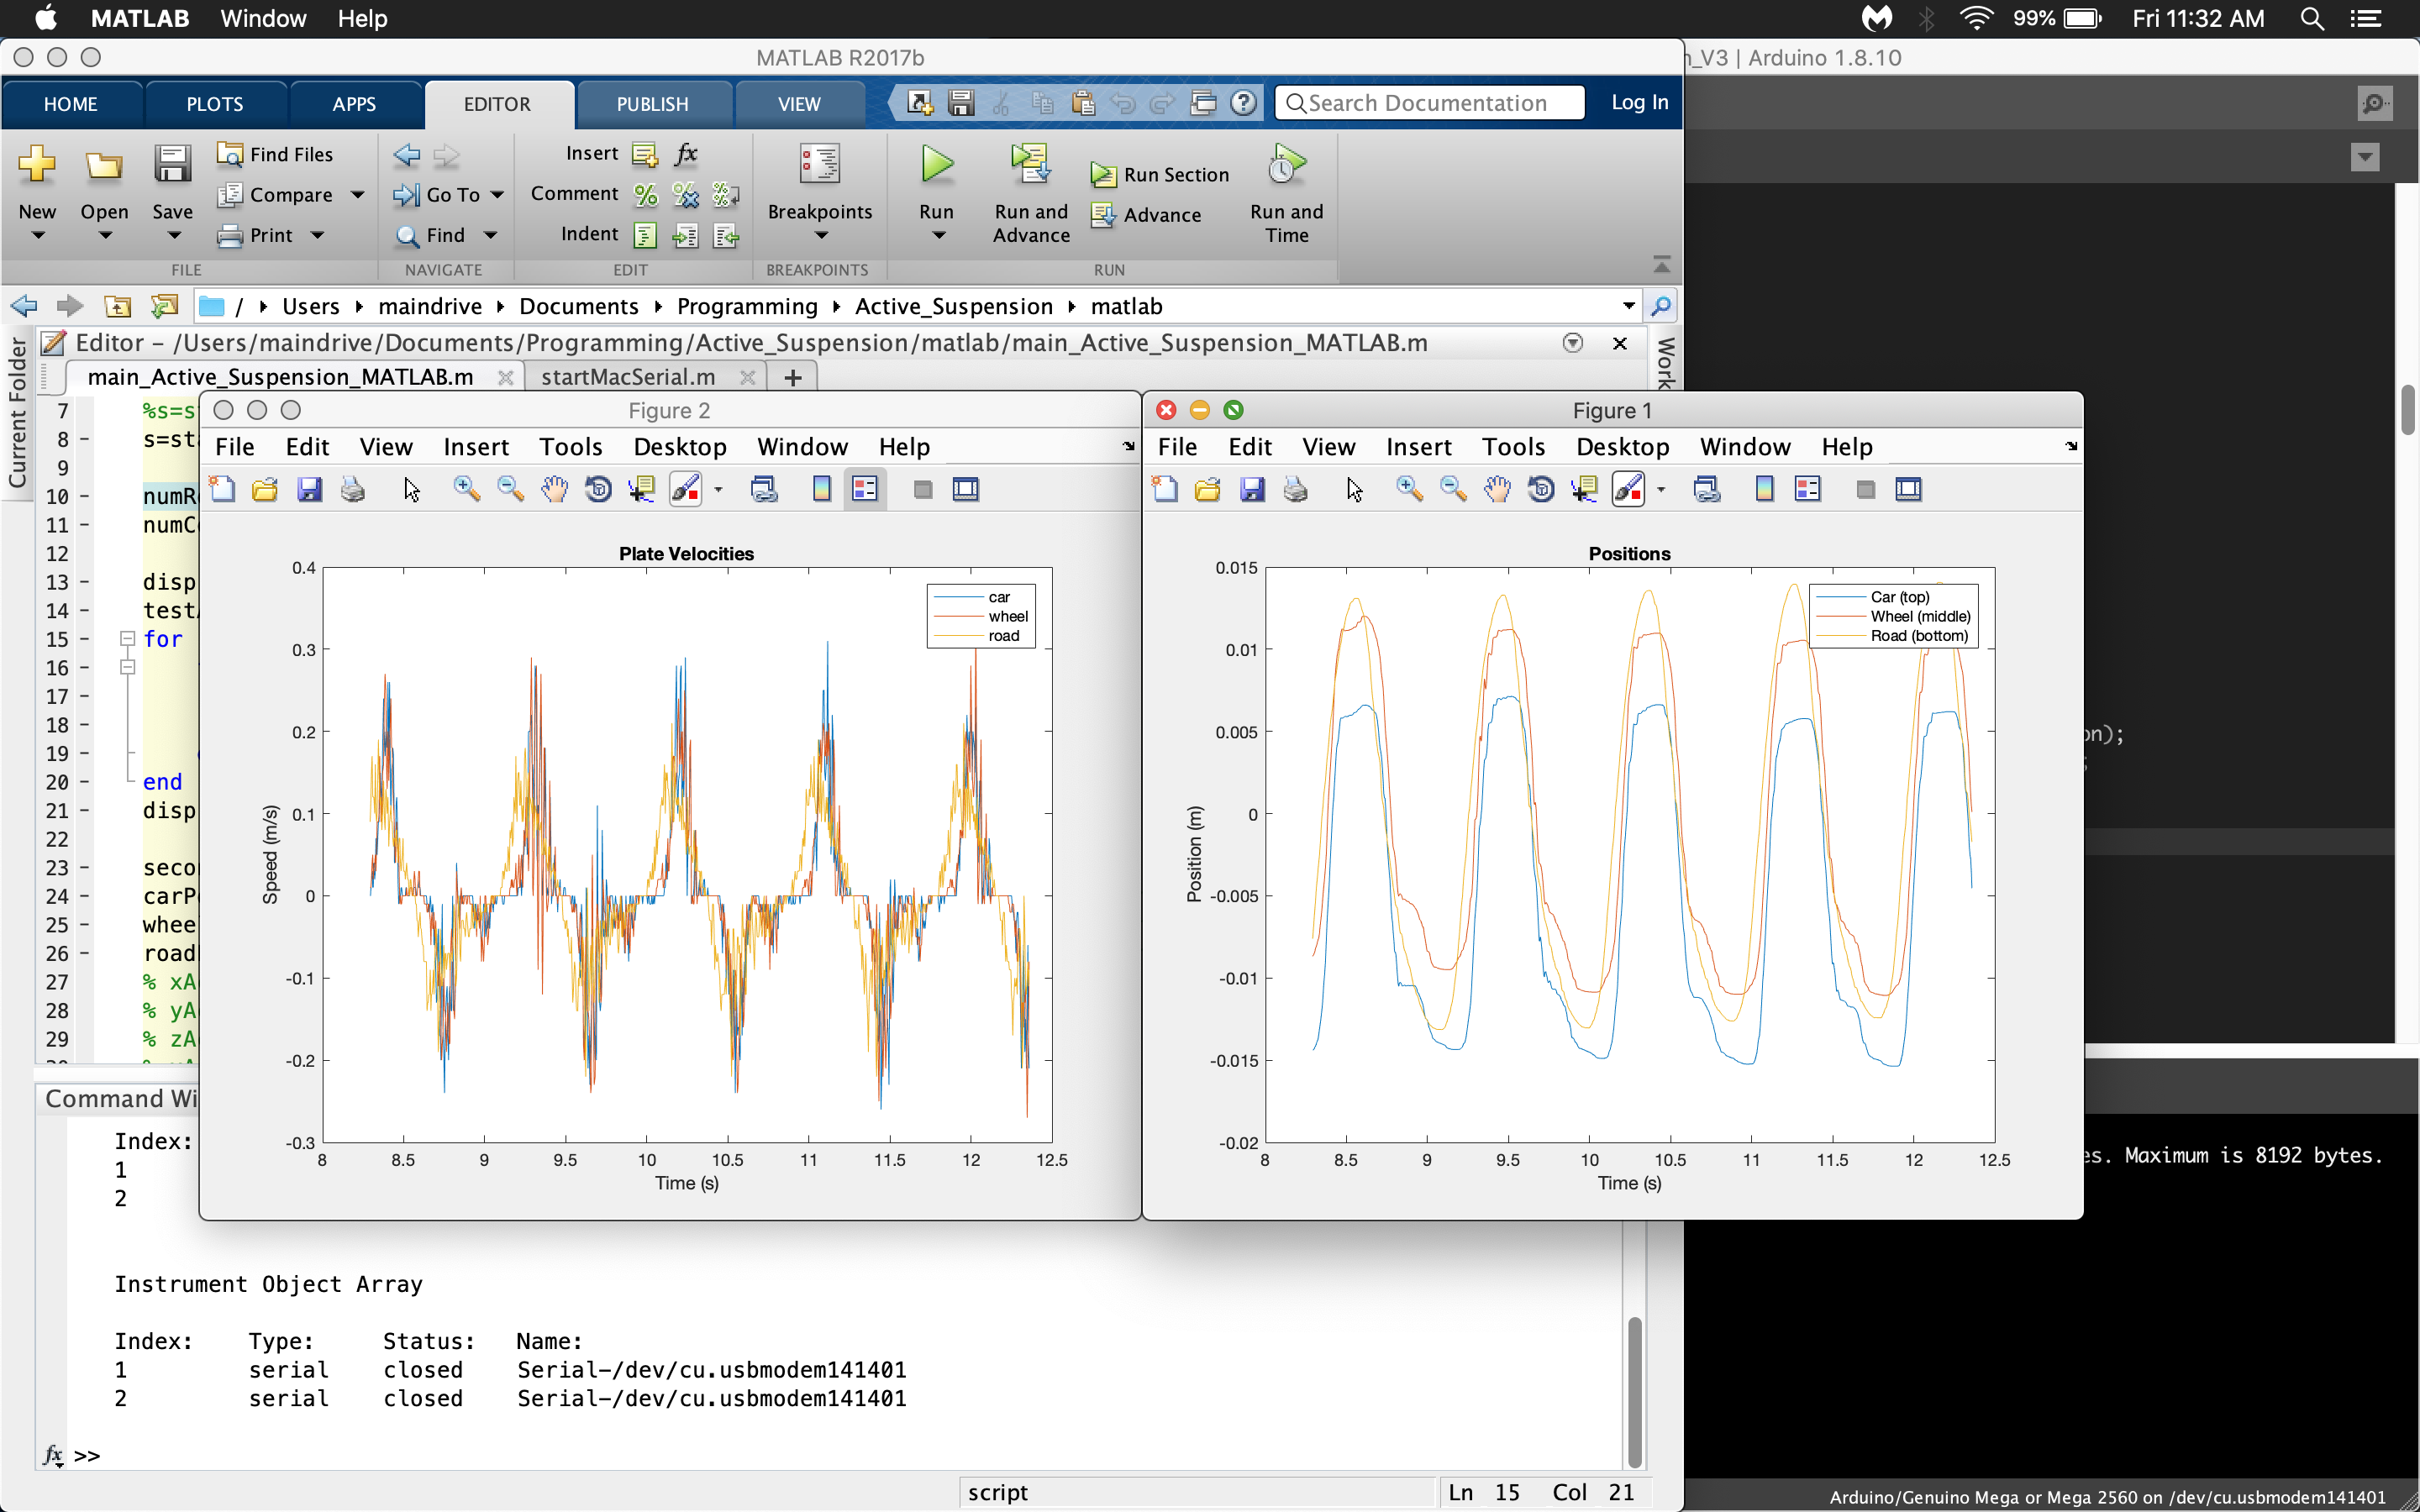 MATLAB Window Help
99% Fri 11:32 AM
MATLAB R2017b
n_V3 | Arduino 1.8.10
HOME PLOTS APPS EDITOR PUBLISH VIEW
Search Documentation
Log In
New
Open
Save
Find Files
Compare
Print
Go To
Find
Insert
fx
Comment
Indent
Breakpoints
Run
Run and Advance
Run Section
Advance
Run and Time
FILE NAVIGATE EDIT BREAKPOINTS RUN
/ Users maindrive Documents Programming Active_Suspension matlab
Current Folder
Editor – /Users/maindrive/Documents/Programming/Active_Suspension/matlab/main_Active_Suspension_MATLAB.m
Work
main_Active_Suspension_MATLAB.m
startMacSerial.m
7 %s=s
8 – s=sta
9
10 – numR
11 – numC
12
13 – disp
14 – test
15 – for
16 –
17 –
18 –
19 –
20 – end
21 – disp
22
23 – seco
24 – carP
25 – whee
26 – road
27 % xA
28 % yA
29 % zA
Figure 2
File Edit View Insert Tools Desktop Window Help
Plate Velocities
car
wheel
road
0.4
0.3
0.2
0.1
0
-0.1
-0.2
-0.3
Speed (m/s)
8 8.5 9 9.5 10 10.5 11 11.5 12 12.5
Time (s)
Figure 1
File Edit View Insert Tools Desktop Window Help
Positions
Car (top)
Wheel (middle)
Road (bottom)
0.015
0.01
0.005
0
-0.005
-0.01
-0.015
-0.02
Position (m)
8 8.5 9 9.5 10 10.5 11 11.5 12 12.5
Time (s)
on);
;
Command Wi
Index:
1
2
Instrument Object Array
Index: Type: Status: Name:
1 serial closed Serial-/dev/cu.usbmodem141401
2 serial closed Serial-/dev/cu.usbmodem141401
fx >>
script
Ln 15 Col 21
es. Maximum is 8192 bytes.
Arduino/Genuino Mega or Mega 2560 on /dev/cu.usbmodem141401